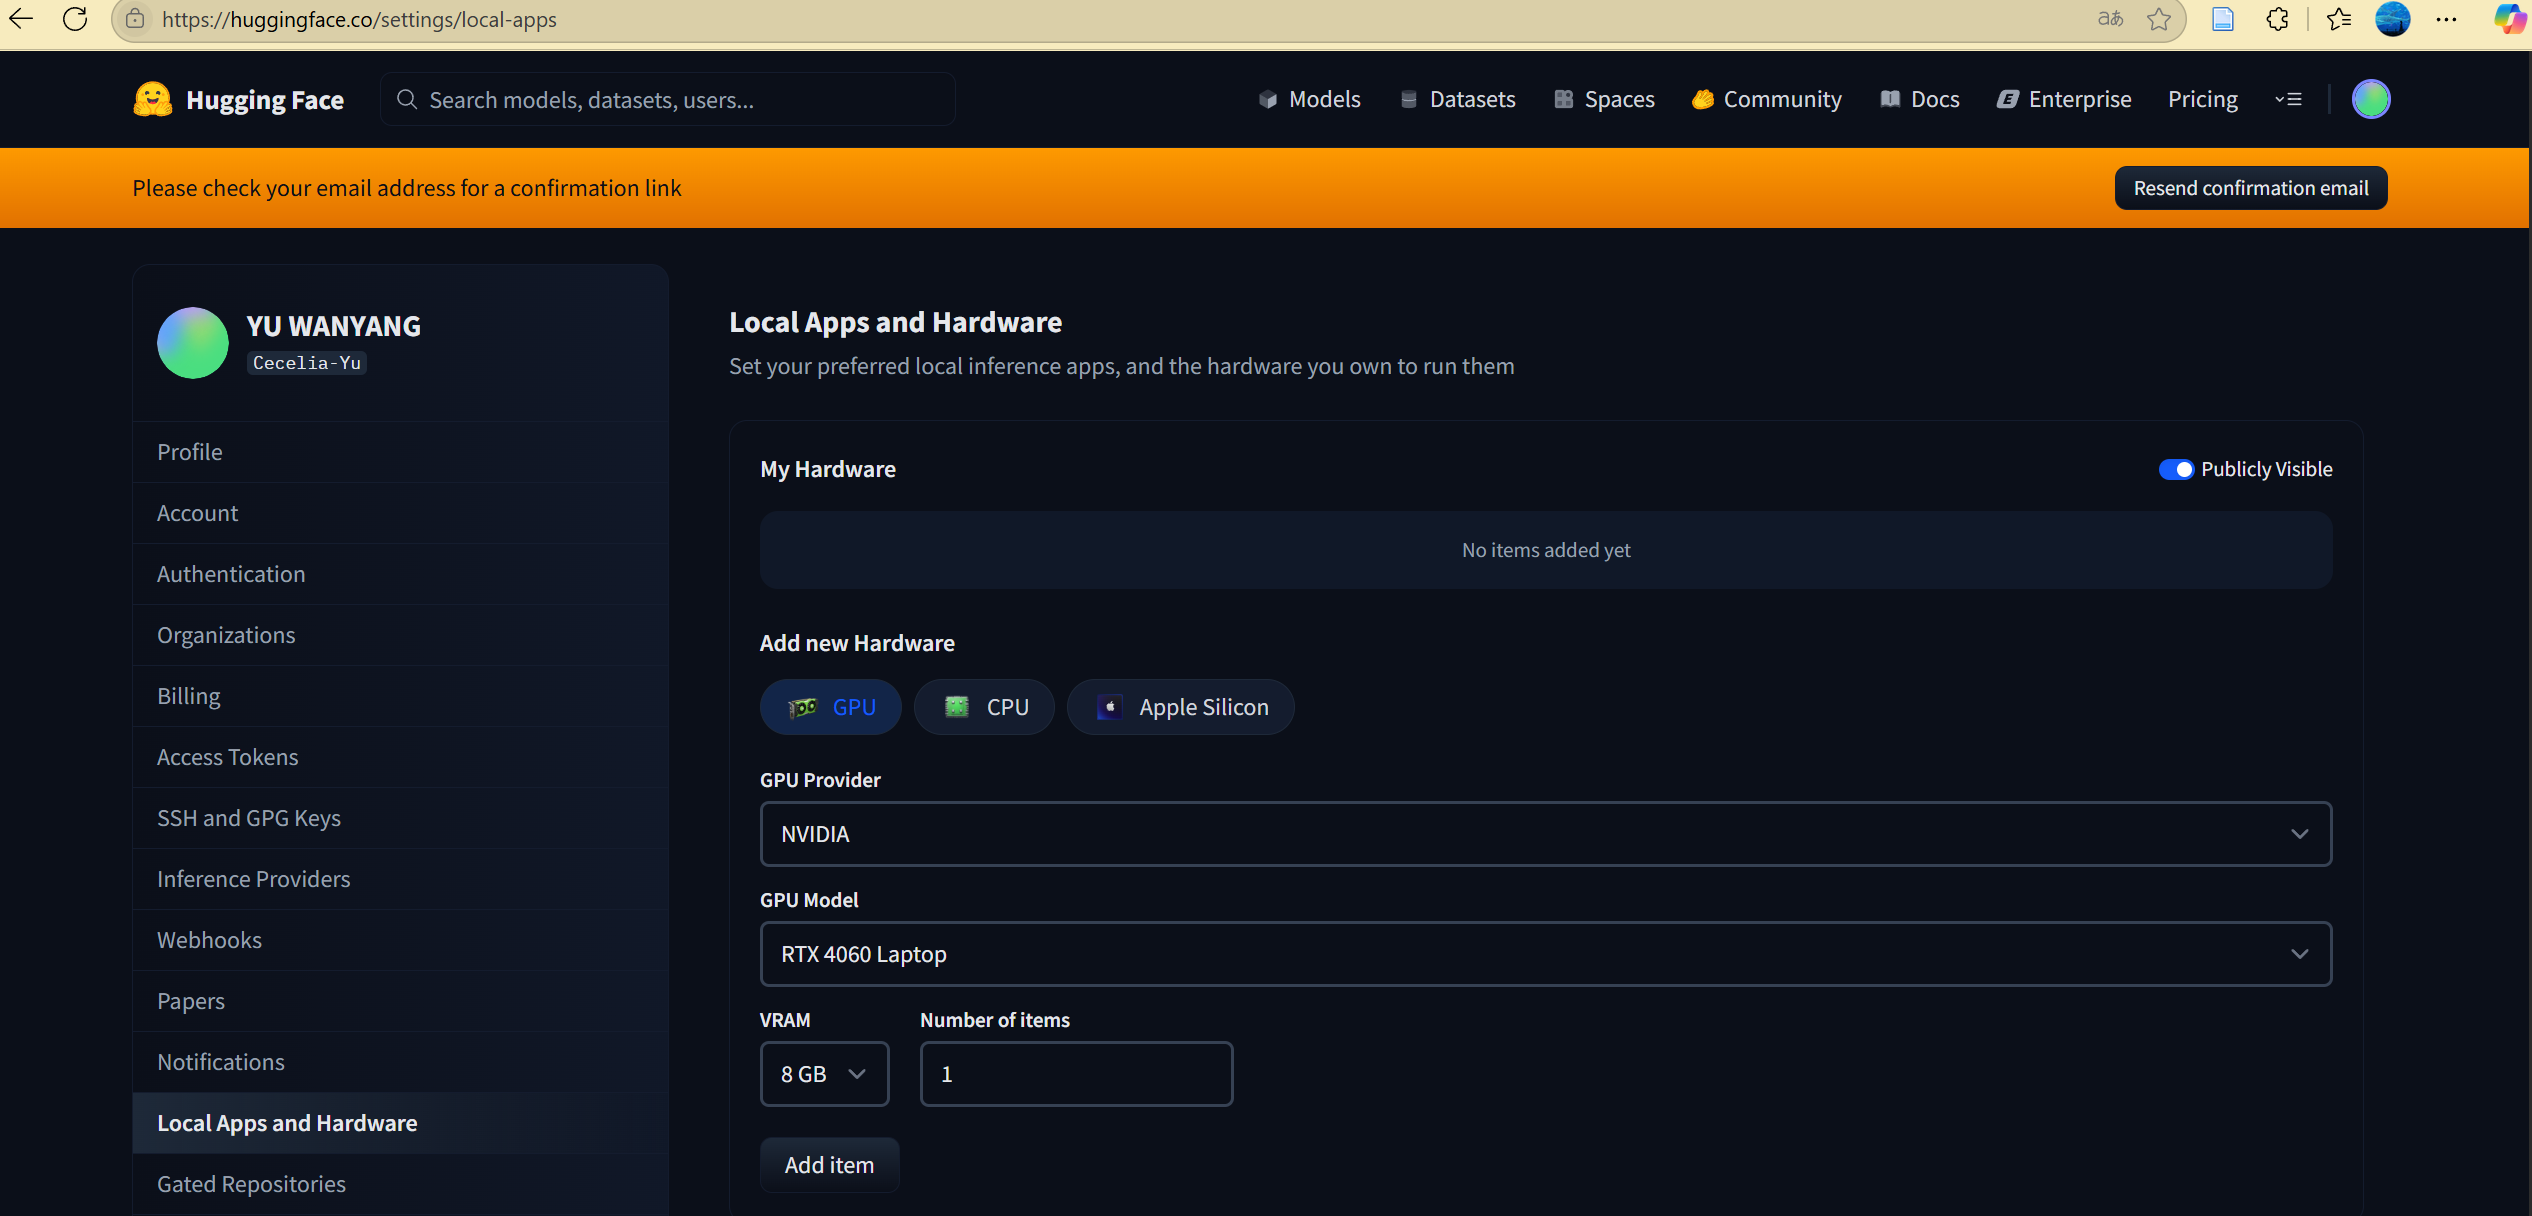 https://huggingface.co/settings/local-apps
aあ
Hugging Face
Search models, datasets, users...
Models
Datasets
Spaces
Community
Docs
Enterprise
Pricing
Please check your email address for a confirmation link
Resend confirmation email
YU WANYANG
Cecelia-Yu
Profile
Account
Authentication
Organizations
Billing
Access Tokens
SSH and GPG Keys
Inference Providers
Webhooks
Papers
Notifications
Local Apps and Hardware
Gated Repositories
Local Apps and Hardware
Set your preferred local inference apps, and the hardware you own to run them
My Hardware
Publicly Visible
No items added yet
Add new Hardware
GPU
CPU
Apple Silicon
GPU Provider
NVIDIA
GPU Model
RTX 4060 Laptop
VRAM
Number of items
8 GB
1
Add item